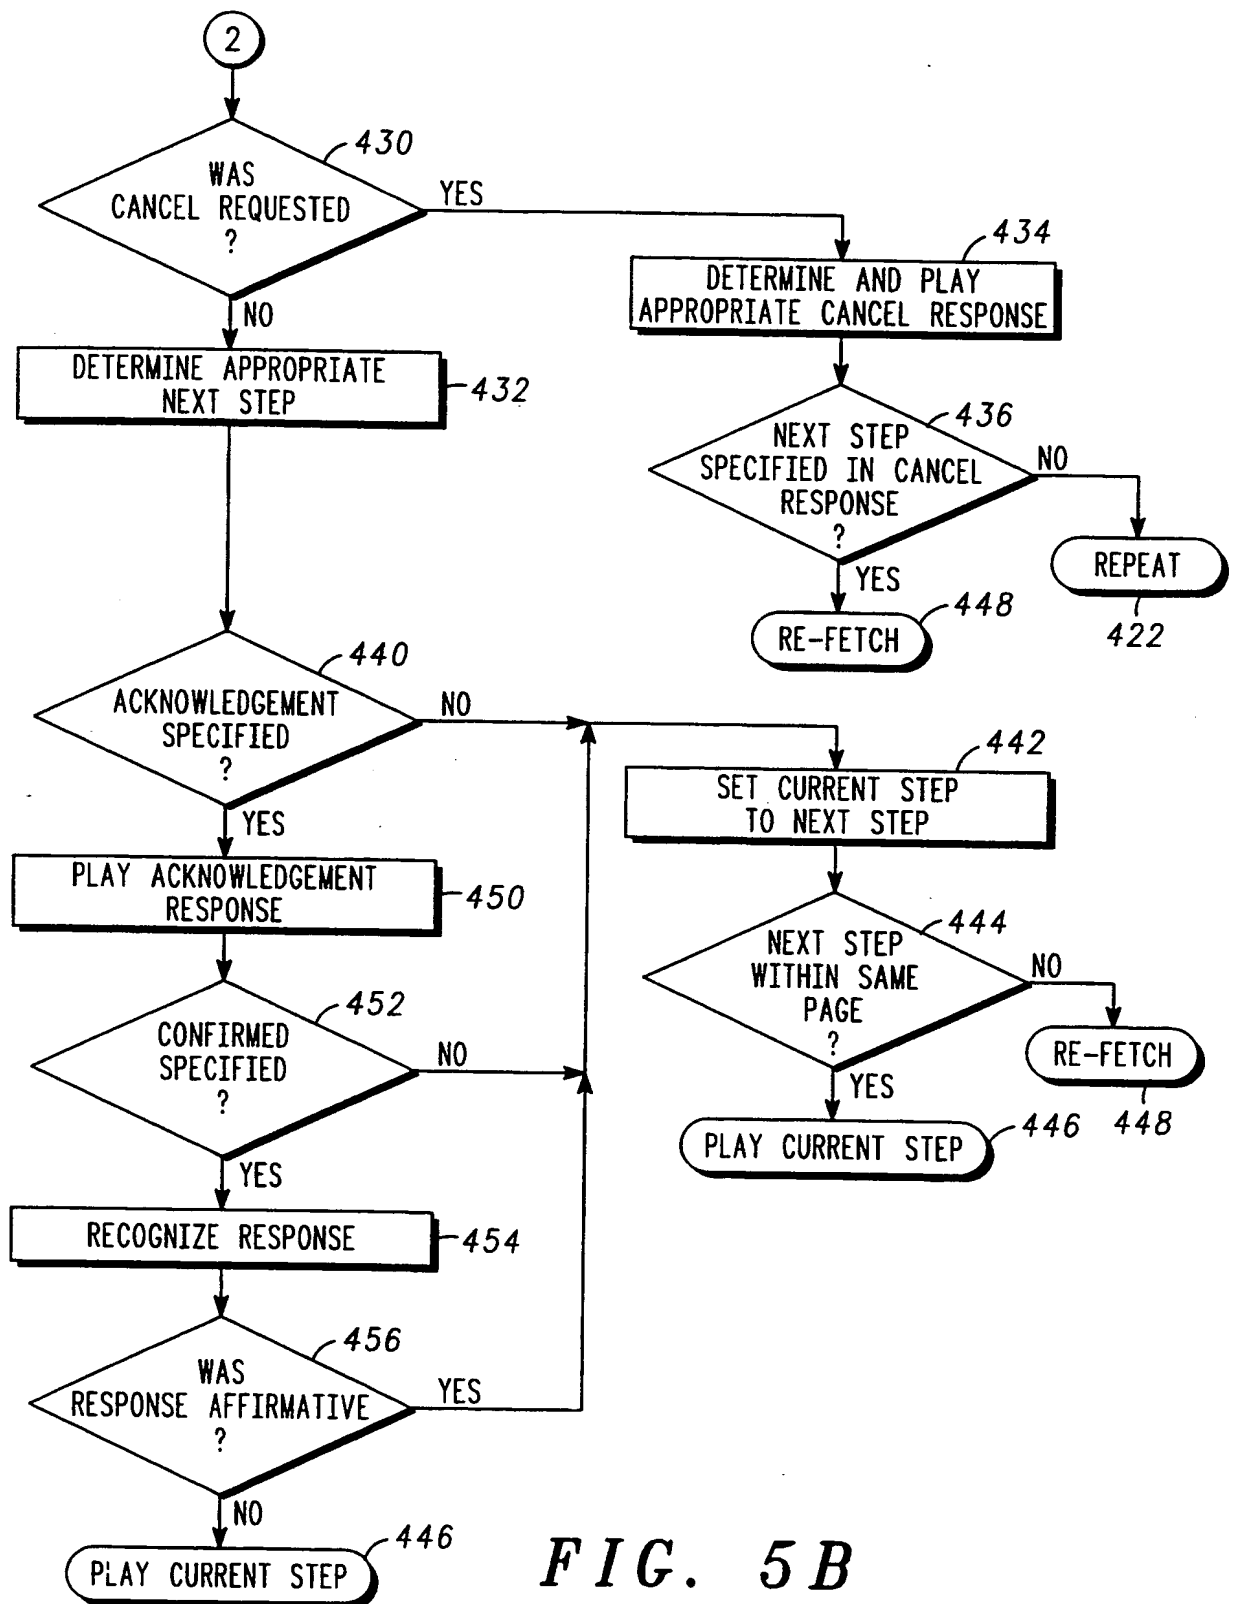 2
430
WAS
CANCEL REQUESTED
?
YES
NO
434
DETERMINE AND PLAY
APPROPRIATE CANCEL RESPONSE
DETERMINE APPROPRIATE
NEXT STEP
432
436
NEXT STEP
SPECIFIED IN CANCEL
RESPONSE
?
NO
YES
REPEAT
422
RE-FETCH
448
440
ACKNOWLEDGEMENT
SPECIFIED
?
NO
YES
442
SET CURRENT STEP
TO NEXT STEP
PLAY ACKNOWLEDGEMENT
RESPONSE
450
444
NEXT STEP
WITHIN SAME
PAGE
?
NO
YES
RE-FETCH
448
PLAY CURRENT STEP
446
452
CONFIRMED
SPECIFIED
?
NO
YES
RECOGNIZE RESPONSE
454
456
WAS
RESPONSE AFFIRMATIVE
?
YES
NO
PLAY CURRENT STEP
446
FIG. 5B